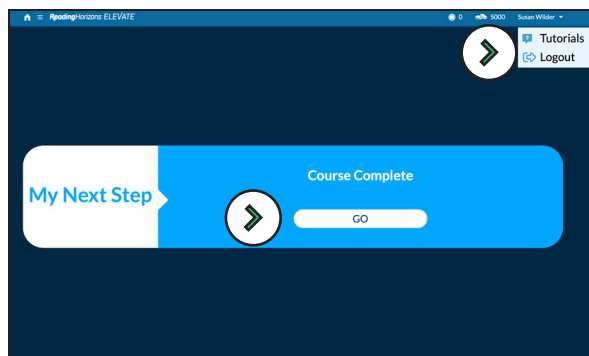 ReadingHorizons ELEVATE 0 5000 Susan Wilder
Tutorials
Logout
My Next Step
Course Complete
GO